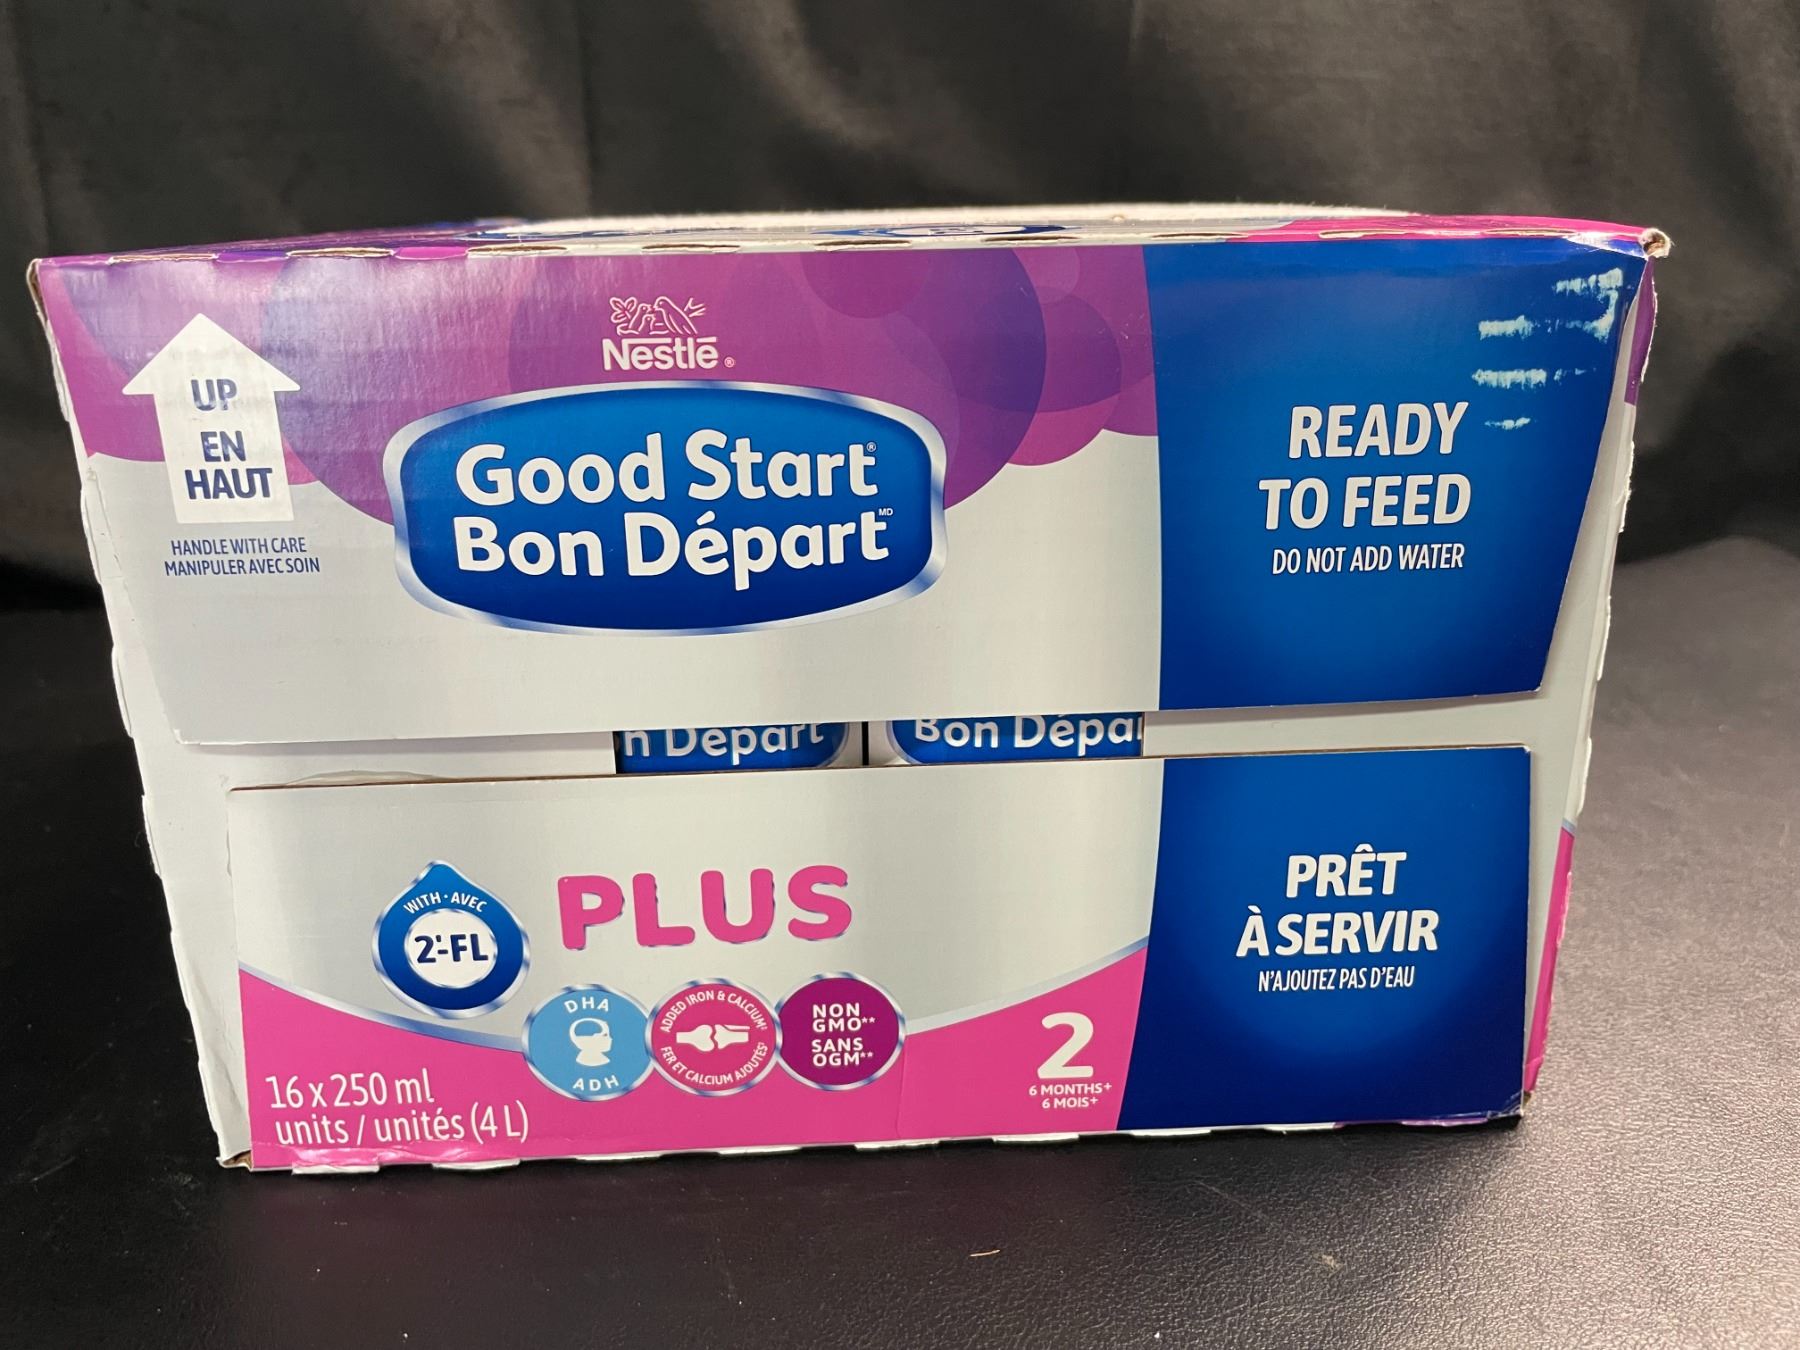 Nestlē®
UP
EN
HAUT
HANDLE WITH CARE
MANIPULER AVEC SOIN
Good Start®
Bon Départ MD
READY
TO FEED
DO NOT ADD WATER
n Départ
Bon Dépa
WITH • AVEC
2'-FL
PLUS
DHA
ADH
ADDED IRON & CALCIUM
FER ET CALCIUM AJOUTÉS
NON
GMO**
SANS
OGM**
16 x 250 ml
units / unités (4 L)
2
6 MONTHS+
6 MOIS+
PRÊT
À SERVIR
N'AJOUTEZ PAS D'EAU